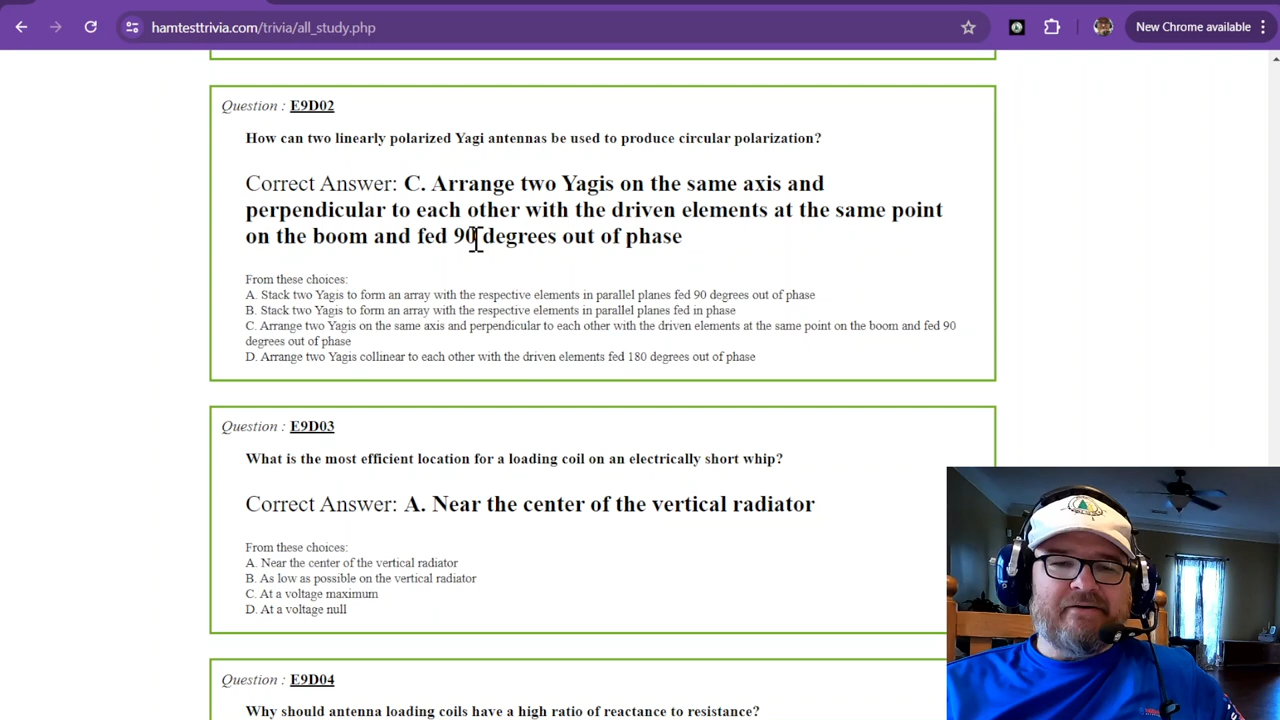 hamtesttrivia.com/trivia/all_study.php
New Chrome available
Question : E9D02
How can two linearly polarized Yagi antennas be used to produce circular polarization?
Correct Answer: C. Arrange two Yagis on the same axis and
perpendicular to each other with the driven elements at the same point
on the boom and fed 90 degrees out of phase
From these choices:
A. Stack two Yagis to form an array with the respective elements in parallel planes fed 90 degrees out of phase
B. Stack two Yagis to form an array with the respective elements in parallel planes fed in phase
C. Arrange two Yagis on the same axis and perpendicular to each other with the driven elements at the same point on the boom and fed 90
degrees out of phase
D. Arrange two Yagis collinear to each other with the driven elements fed 180 degrees out of phase
Question : E9D03
What is the most efficient location for a loading coil on an electrically short whip?
Correct Answer: A. Near the center of the vertical radiator
From these choices:
A. Near the center of the vertical radiator
B. As low as possible on the vertical radiator
C. At a voltage maximum
D. At a voltage null
Question : E9D04
Why should antenna loading coils have a high ratio of reactance to resistance?